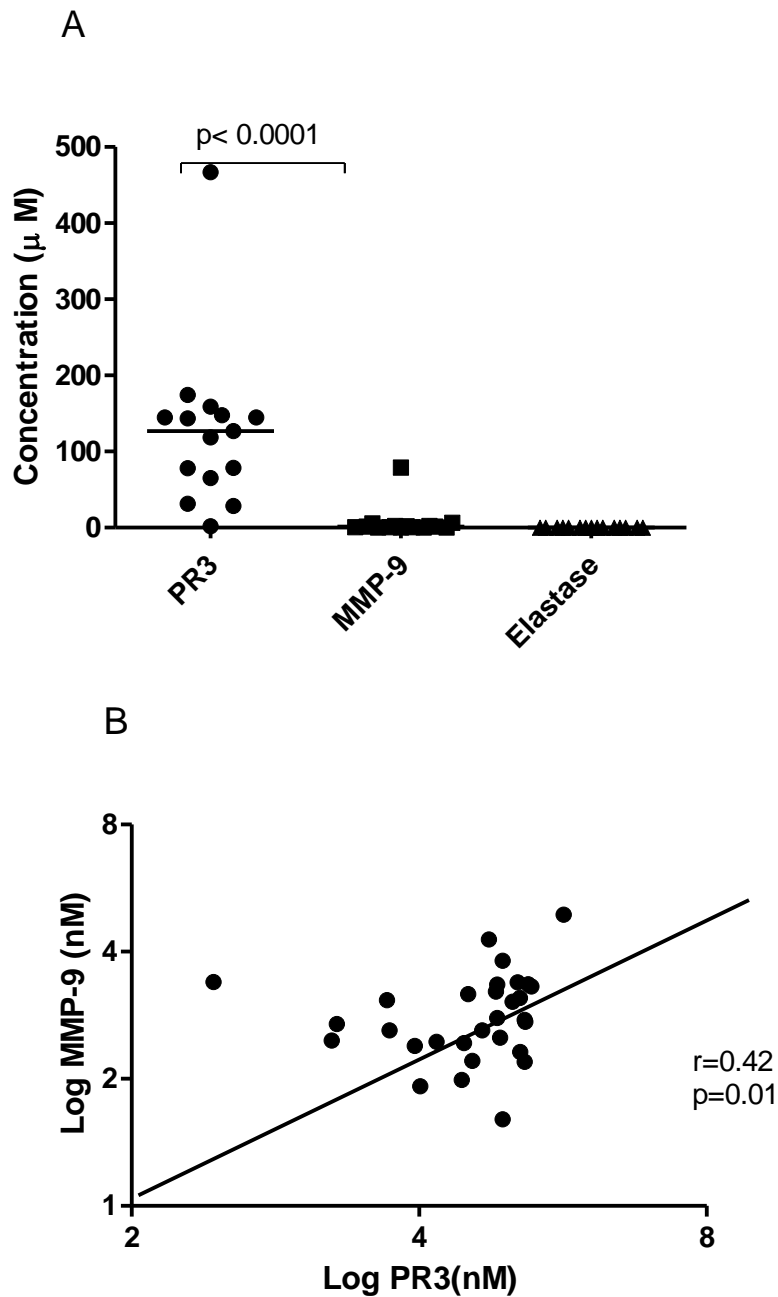 A
p< 0.0001
500
400
300
200
100
0
Concentration (μ M)
PR3
MMP-9
Elastase
B
8
4
2
1
Log MMP-9 (nM)
r=0.42
p=0.01
2
4
8
Log PR3(nM)